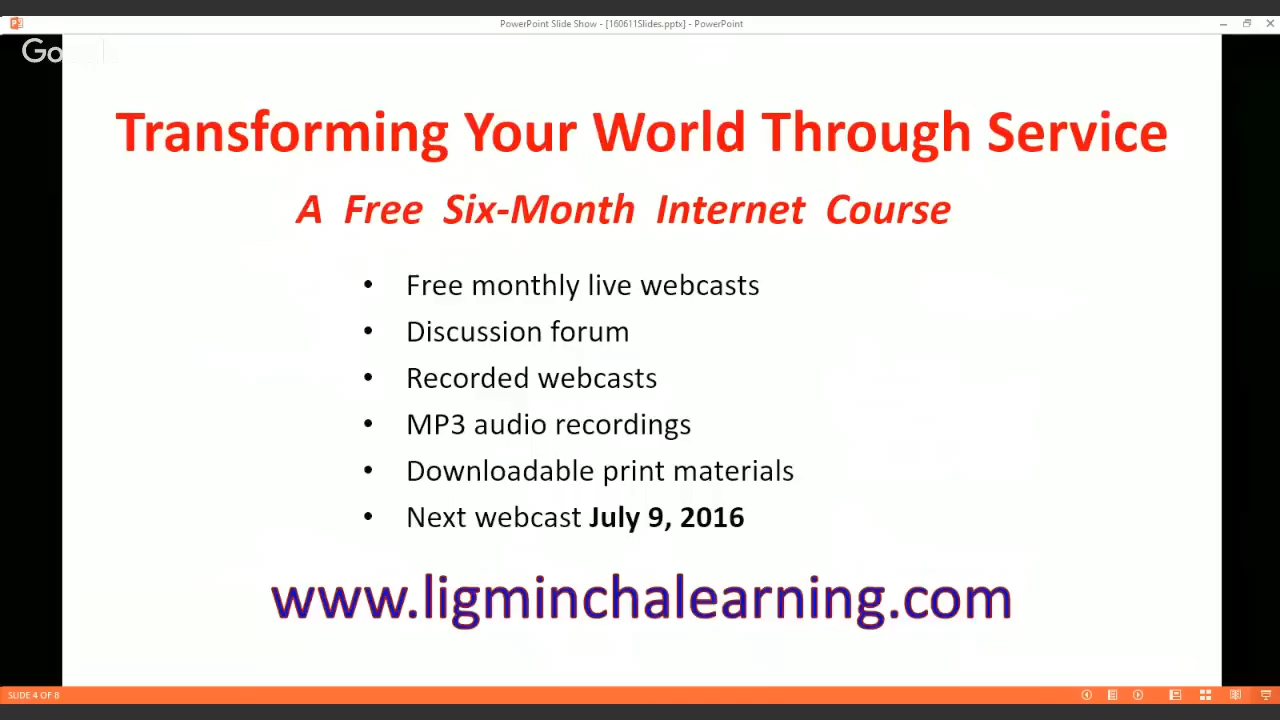 PowerPoint Slide Show - [160611Slides.pptx] - PowerPoint
Transforming Your World Through Service
A Free Six-Month Internet Course
• Free monthly live webcasts
• Discussion forum
• Recorded webcasts
• MP3 audio recordings
• Downloadable print materials
• Next webcast July 9, 2016
www.ligminchalearning.com
SLIDE 4 OF 8